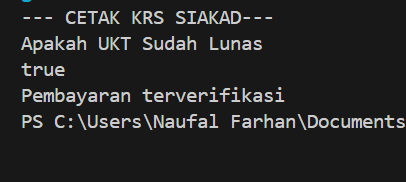 --- CETAK KRS SIAKAD---
Apakah UKT Sudah Lunas
true
Pembayaran terverifikasi
PS C:\Users\Naufal Farhan\Documents